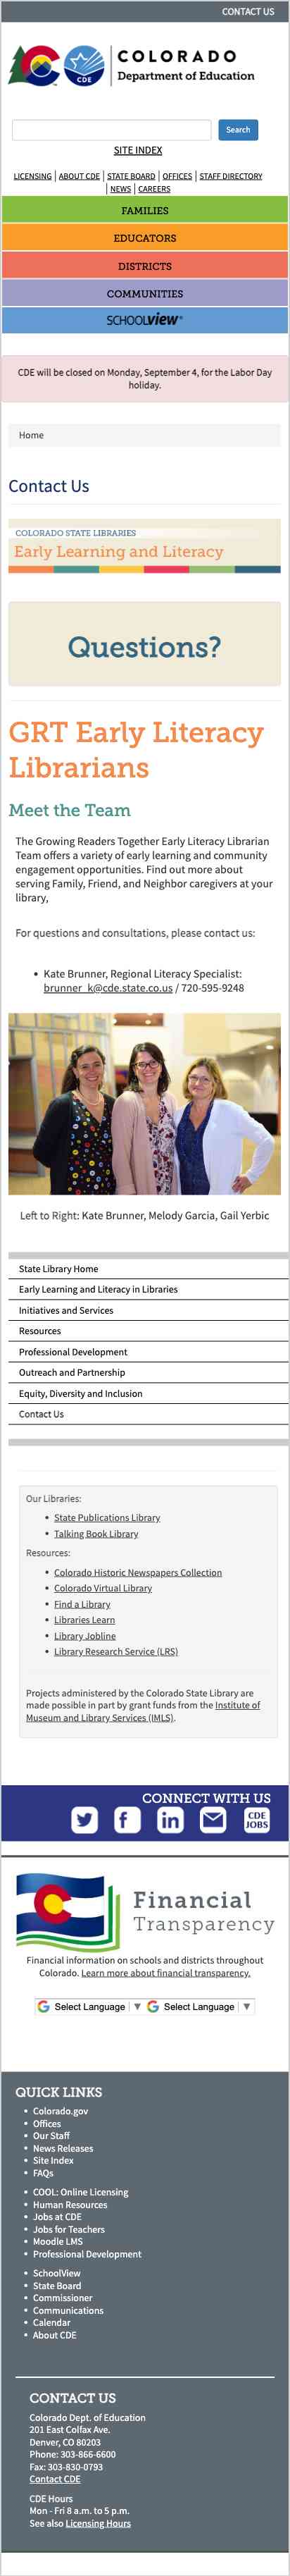 CONTACT US
COLORADO
Department of Education
CDE
Search
SITE INDEX
LICENSING | ABOUT CDE | STATE BOARD | OFFICES | STAFF DIRECTORY
| NEWS | CAREERS
FAMILIES
EDUCATORS
DISTRICTS
COMMUNITIES
SCHOOLVIEW®
CDE will be closed on Monday, September 4, for the Labor Day
holiday.
Home
Contact Us
COLORADO STATE LIBRARIES
Early Learning and Literacy
Questions?
GRT Early Literacy
Librarians
Meet the Team
The Growing Readers Together Early Literacy Librarian
Team offers a variety of early learning and community
engagement opportunities. Find out more about
serving Family, Friend, and Neighbor caregivers at your
library,
For questions and consultations, please contact us:
• Kate Brunner, Regional Literacy Specialist:
brunner_k@cde.state.co.us / 720-595-9248
Left to Right: Kate Brunner, Melody Garcia, Gail Yerbic
State Library Home
Early Learning and Literacy in Libraries
Initiatives and Services
Resources
Professional Development
Outreach and Partnership
Equity, Diversity and Inclusion
Contact Us
Our Libraries:
• State Publications Library
• Talking Book Library
Resources:
• Colorado Historic Newspapers Collection
• Colorado Virtual Library
• Find a Library
• Libraries Learn
• Library Jobline
• Library Research Service (LRS)
Projects administered by the Colorado State Library are
made possible in part by grant funds from the Institute of
Museum and Library Services (IMLS).
CONNECT WITH US
CDE
JOBS
Financial
Transparency
Financial information on schools and districts throughout
Colorado. Learn more about financial transparency.
Select Language ▼ Select Language ▼
QUICK LINKS
• Colorado.gov
• Offices
• Our Staff
• News Releases
• Site Index
• FAQs
• COOL: Online Licensing
• Human Resources
• Jobs at CDE
• Jobs for Teachers
• Moodle LMS
• Professional Development
• SchoolView
• State Board
• Commissioner
• Communications
• Calendar
• About CDE
CONTACT US
Colorado Dept. of Education
201 East Colfax Ave.
Denver, CO 80203
Phone: 303-866-6600
Fax: 303-830-0793
Contact CDE
CDE Hours
Mon - Fri 8 a.m. to 5 p.m.
See also Licensing Hours